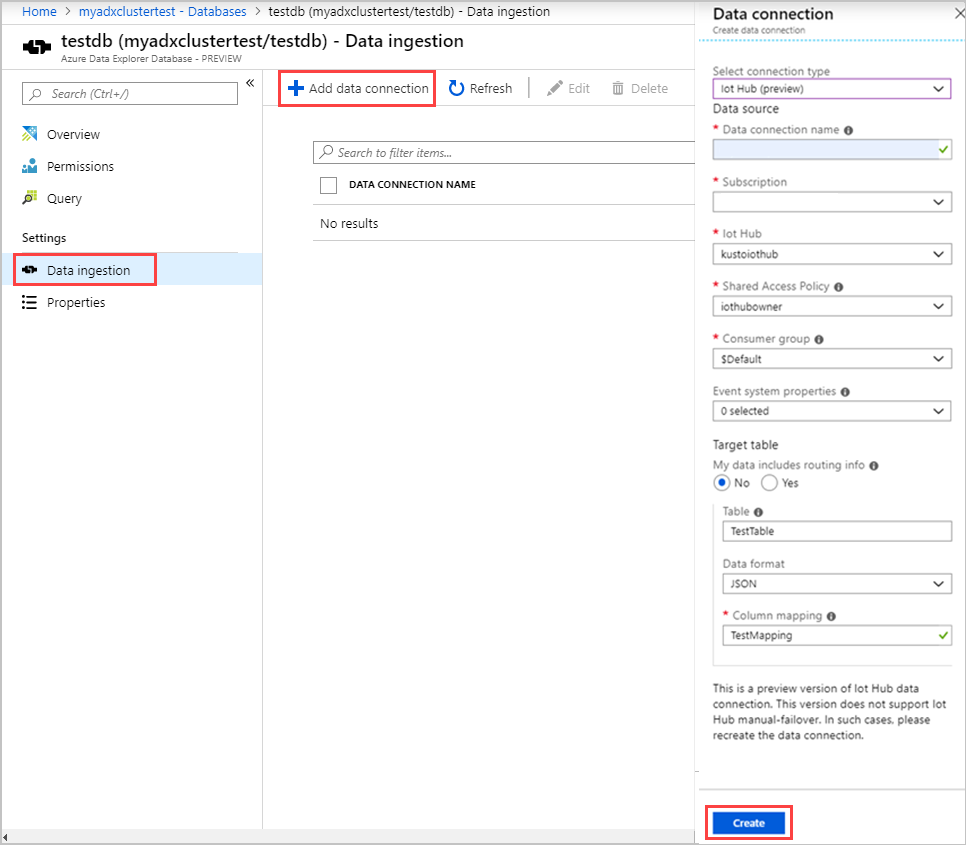 Home > myadxclustertest - Databases > testdb (myadxclustertest/testdb) - Data ingestion
testdb (myadxclustertest/testdb) - Data ingestion
Azure Data Explorer Database - PREVIEW
Search (Ctrl+/)
«
Overview
Permissions
Query
Settings
Data ingestion
Properties
Add data connection
Refresh
Edit
Delete
Search to filter items...
DATA CONNECTION NAME
No results
Data connection
Create data connection
Select connection type
Iot Hub (preview)
Data source
* Data connection name
* Subscription
* Iot Hub
kustoiothub
* Shared Access Policy
iothubowner
* Consumer group
$Default
Event system properties
0 selected
Target table
My data includes routing info
No Yes
Table
TestTable
Data format
JSON
* Column mapping
TestMapping
This is a preview version of Iot Hub data
connection. This version does not support Iot
Hub manual-failover. In such cases, please
recreate the data connection.
Create